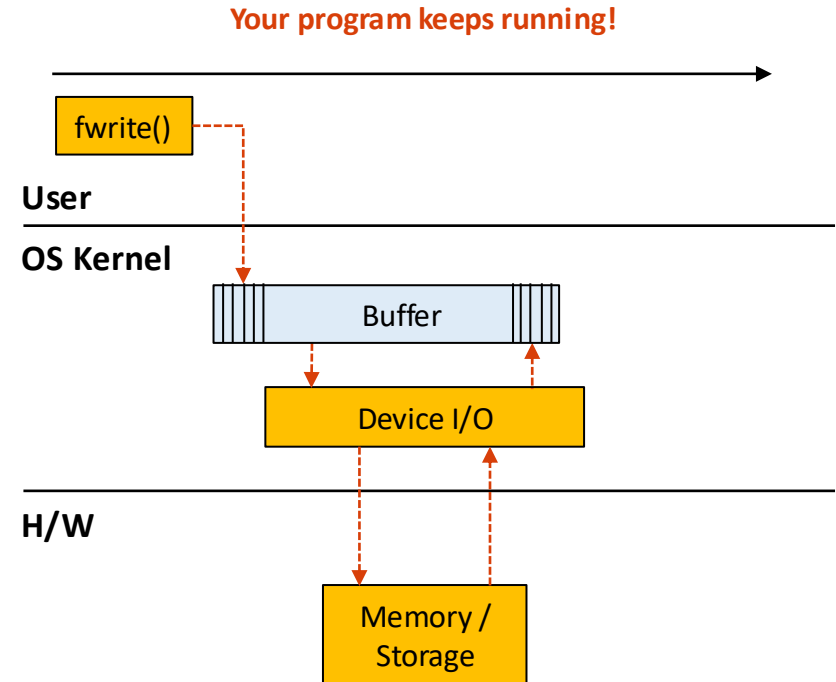 Your program keeps running!
fwrite()
User
OS Kernel
Buffer
Device I/O
H/W
Memory /
Storage